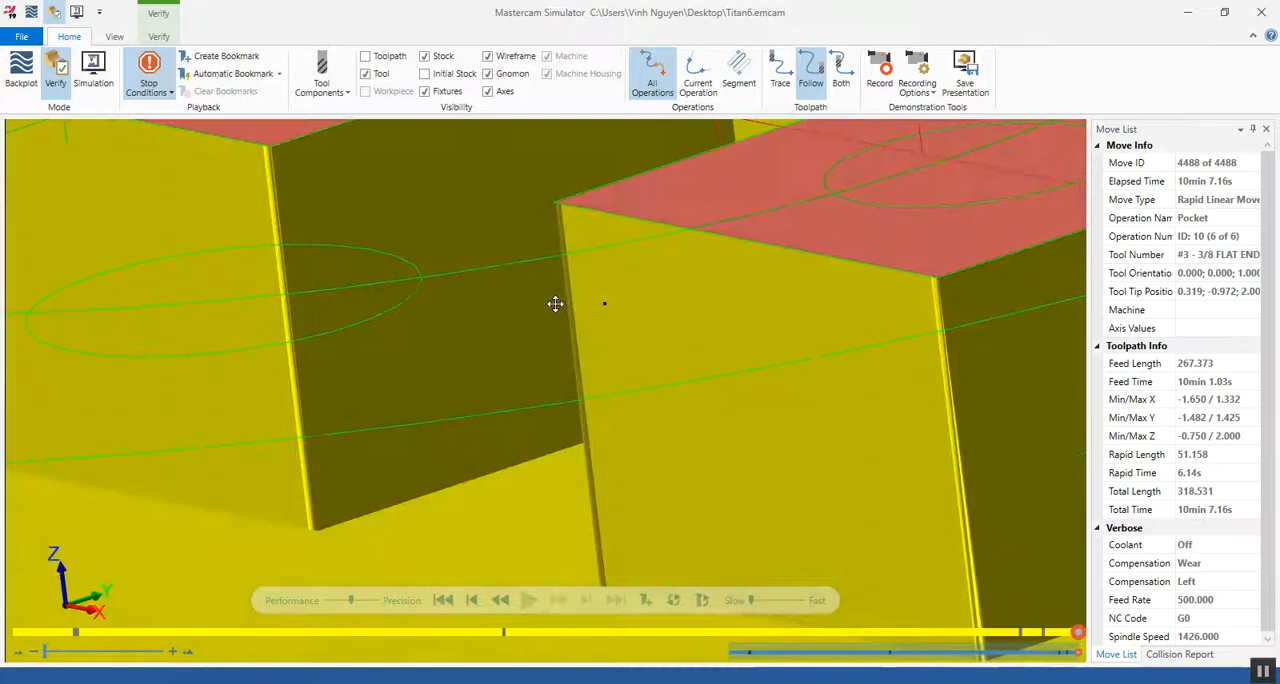 Verify
Mastercam Simulator C:\Users\Vinh Nguyen\Desktop\Titan6.emcam
File Home View Verify
Backplot Verify Simulation
Mode
Stop Conditions
Create Bookmark
Automatic Bookmark
Clear Bookmarks
Playback
Tool Components
Toolpath Stock Wireframe Machine
Tool Initial Stock Gnomon Machine Housing
Workpiece Fixtures Axes
Visibility
All Operations Current Operation Segment
Operations
Trace Follow Both
Toolpath
Record Recording Options Save Presentation
Demonstration Tools
Move List
Move Info
Move ID 4488 of 4488
Elapsed Time 10min 7.16s
Move Type Rapid Linear Move
Operation Nam Pocket
Operation Num ID: 10 (6 of 6)
Tool Number #3 - 3/8 FLAT END
Tool Orientatio 0.000; 0.000; 1.000
Tool Tip Positio 0.319; -0.972; 2.00
Machine
Axis Values
Toolpath Info
Feed Length 267.373
Feed Time 10min 1.03s
Min/Max X -1.650 / 1.332
Min/Max Y -1.482 / 1.425
Min/Max Z -0.750 / 2.000
Rapid Length 51.158
Rapid Time 6.14s
Total Length 318.531
Total Time 10min 7.16s
Verbose
Coolant Off
Compensation Wear
Compensation Left
Feed Rate 500.000
NC Code G0
Spindle Speed 1426.000
Move List Collision Report
Z
Y
X
Performance Precision Slow Fast